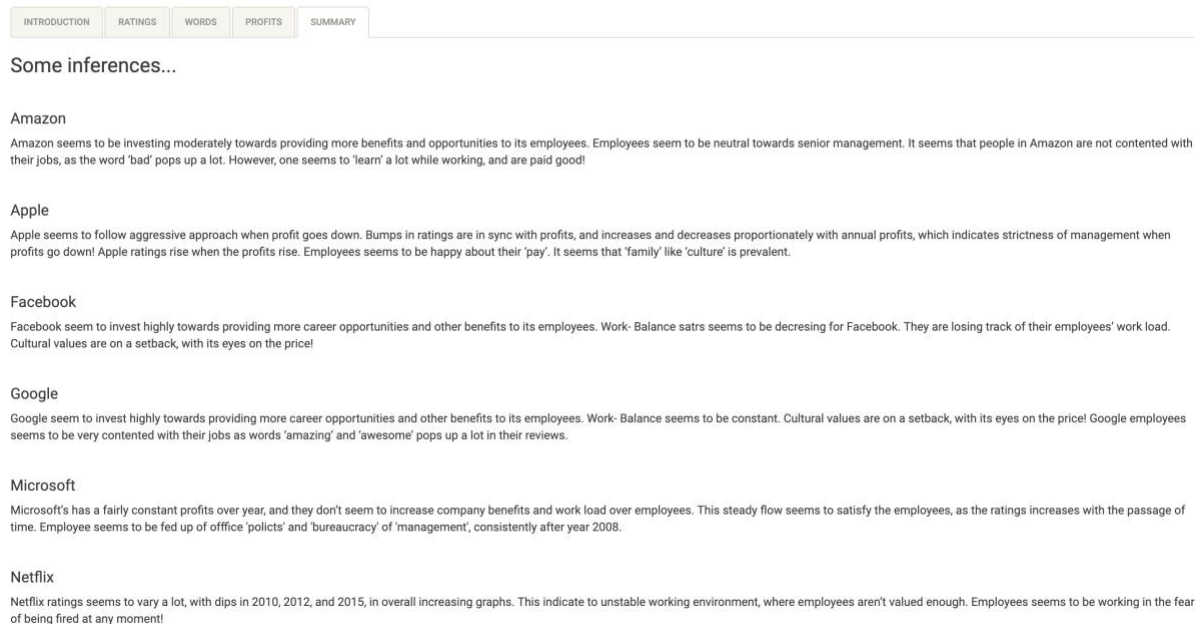 INTRODUCTION RATINGS WORDS PROFITS SUMMARY
Some inferences...
Amazon
Amazon seems to be investing moderately towards providing more benefits and opportunities to its employees. Employees seem to be neutral towards senior management. It seems that people in Amazon are not contented with
their jobs, as the word 'bad' pops up a lot. However, one seems to 'learn' a lot while working, and are paid good!
Apple
Apple seems to follow aggressive approach when profit goes down. Bumps in ratings are in sync with profits, and increases and decreases proportionately with annual profits, which indicates strictness of management when
profits go down! Apple ratings rise when the profits rise. Employees seems to be happy about their 'pay'. It seems that 'family' like 'culture' is prevalent.
Facebook
Facebook seem to invest highly towards providing more career opportunities and other benefits to its employees. Work- Balance satrs seems to be decresing for Facebook. They are losing track of their employees' work load.
Cultural values are on a setback, with its eyes on the price!
Google
Google seem to invest highly towards providing more career opportunities and other benefits to its employees. Work- Balance seems to be constant. Cultural values are on a setback, with its eyes on the price! Google employees
seems to be very contented with their jobs as words 'amazing' and 'awesome' pops up a lot in their reviews.
Microsoft
Microsoft's has a fairly constant profits over year, and they don't seem to increase company benefits and work load over employees. This steady flow seems to satisfy the employees, as the ratings increases with the passage of
time. Employee seems to be fed up of offfice 'policts' and 'bureaucracy' of 'management', consistently after year 2008.
Netflix
Netflix ratings seems to vary a lot, with dips in 2010, 2012, and 2015, in overall increasing graphs. This indicate to unstable working environment, where employees aren't valued enough. Employees seems to be working in the fear
of being fired at any moment!